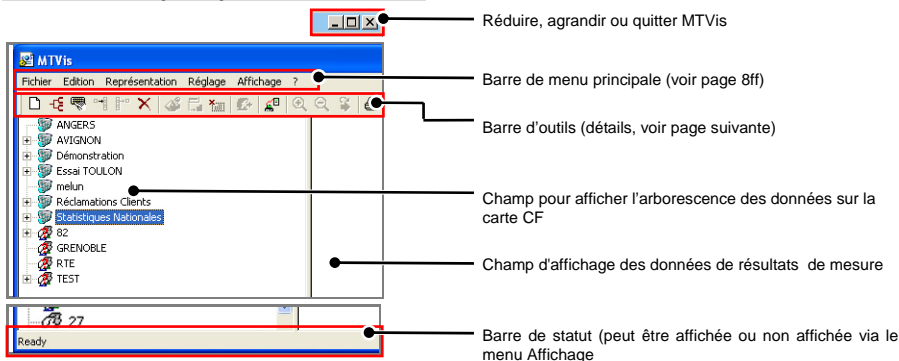 Réduire, agrandir ou quitter MTVis
MTVis
Fichier Edition Représentation Réglage Affichage ?
Barre de menu principale (voir page 8ff)
Barre d'outils (détails, voir page suivante)
ANGERS
AVIGNON
Démonstration
Essai TOULON
melun
Réclamations Clients
Statistiques Nationales
82
GRENOBLE
RTE
TEST
Champ pour afficher l'arborescence des données sur la
carte CF
Champ d'affichage des données de résultats de mesure
27
Ready
Barre de statut (peut être affichée ou non affichée via le
menu Affichage